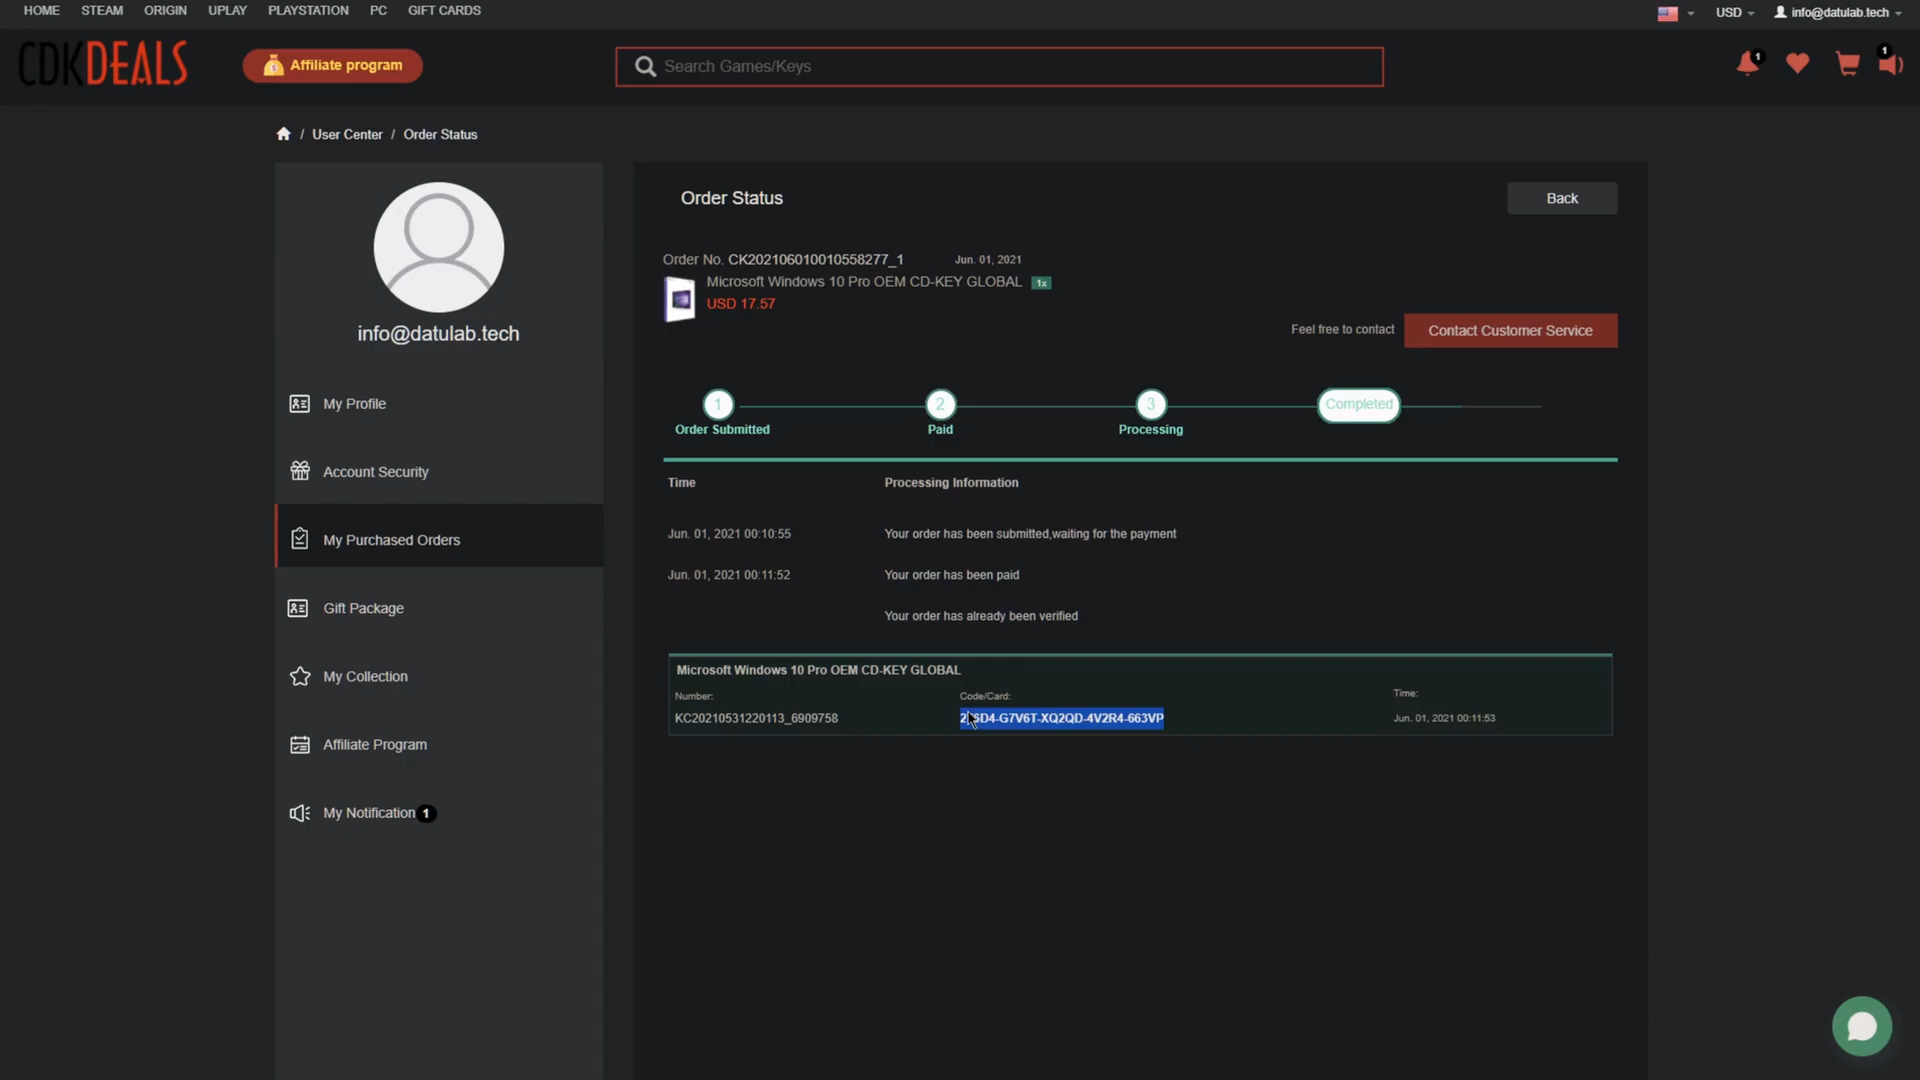 HOME STEAM ORIGIN UPLAY PLAYSTATION PC GIFT CARDS
USD info@datulab.tech
CDKDEALS
Affiliate program
Search Games/Keys
1
1
/ User Center / Order Status
info@datulab.tech
My Profile
Account Security
My Purchased Orders
Gift Package
My Collection
Affiliate Program
My Notification 1
Order Status
Back
Order No. CK202106010010558277_1 Jun. 01, 2021
Microsoft Windows 10 Pro OEM CD-KEY GLOBAL 1x
USD 17.57
Feel free to contact
Contact Customer Service
1 2 3 Completed
Order Submitted Paid Processing
Time Processing Information
Jun. 01, 2021 00:10:55 Your order has been submitted,waiting for the payment
Jun. 01, 2021 00:11:52 Your order has been paid
Your order has already been verified
Microsoft Windows 10 Pro OEM CD-KEY GLOBAL
Number: Code/Card: Time:
KC20210531220113_6909758 Jun. 01, 2021 00:11:53